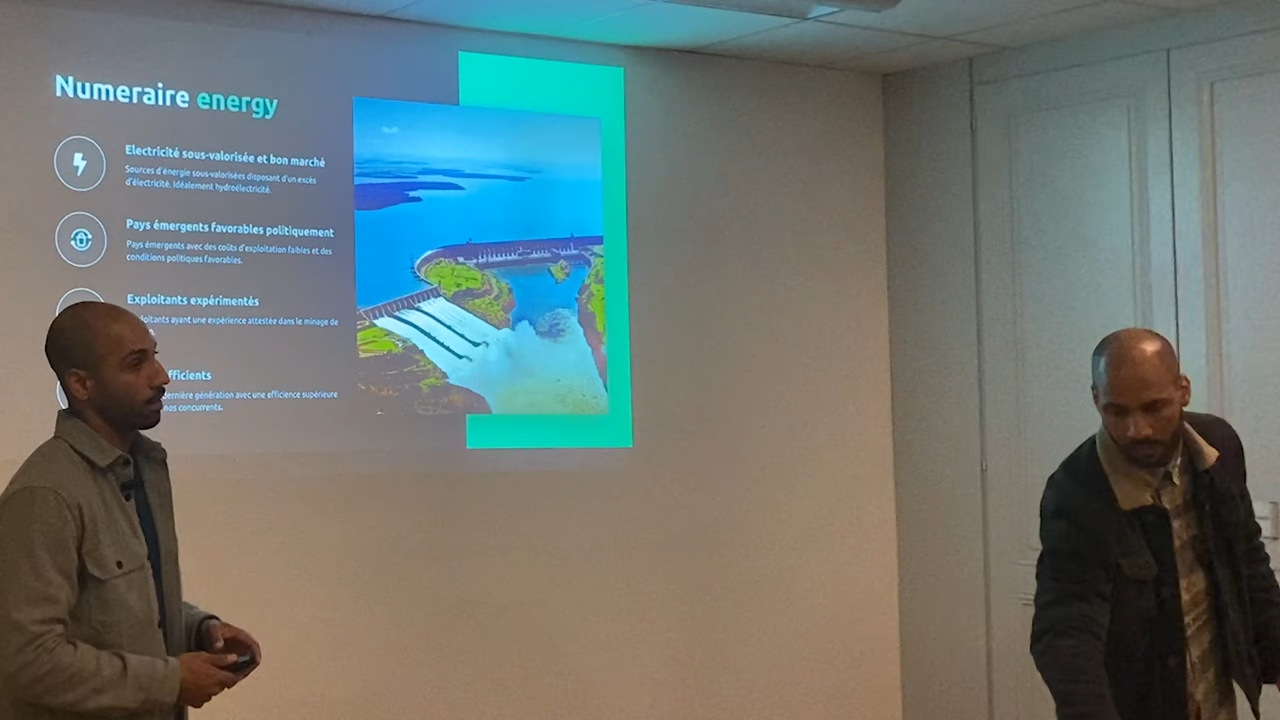 Numeraire energy
Electricité sous-valorisée et bon marché
Sources d'énergie sous-valorisées disposant d'un excès
d'électricité. Idéalement hydroélectricité.
Pays émergents favorables politiquement
Pays émergents avec des coûts d'exploitation faibles et des
conditions politiques favorables.
Exploitants expérimentés
ayant une expérience attestée dans le minage de
fficients
ernière génération avec une efficience supérieure
nos concurrents.